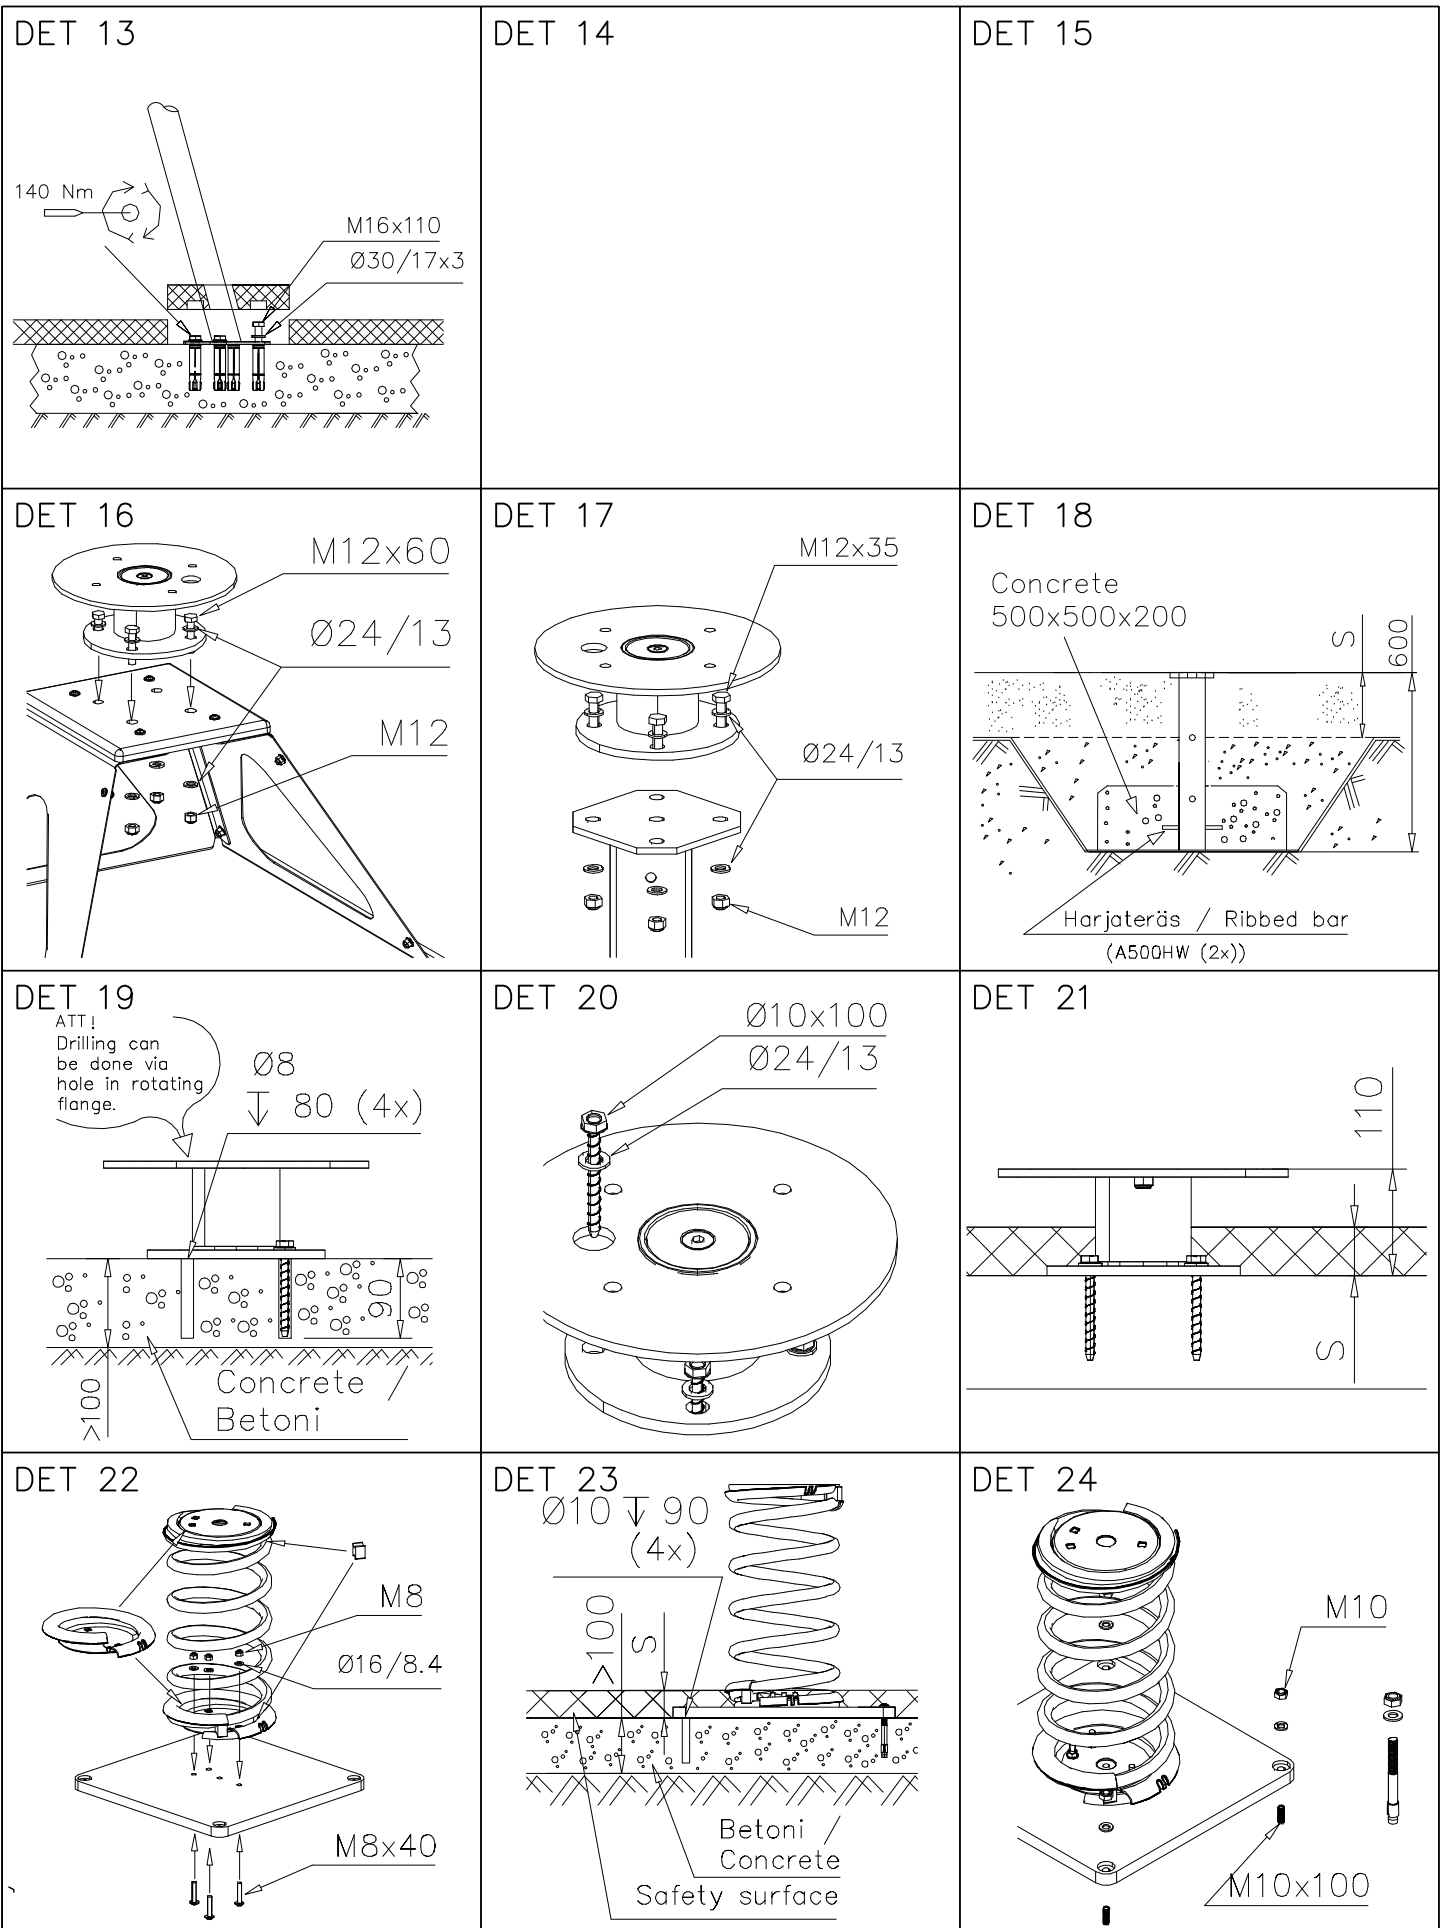 DET 13
140 Nm
M16x110
Ø30/17x3
DET 14
DET 15
DET 16
M12x60
Ø24/13
M12
DET 17
M12x35
Ø24/13
M12
DET 18
Concrete
500x500x200
S
600
Harjateräs / Ribbed bar
(A500HW (2x))
DET 19
ATT!
Drilling can
be done via
hole in rotating
flange.
Ø8
↧ 80 (4x)
90
>100
Concrete /
Betoni
DET 20
Ø10x100
Ø24/13
DET 21
110
S
DET 22
M8
Ø16/8.4
M8x40
DET 23
Ø10 ↧ 90
(4x)
>100
S
Betoni /
Concrete
Safety surface
DET 24
M10
M10x100